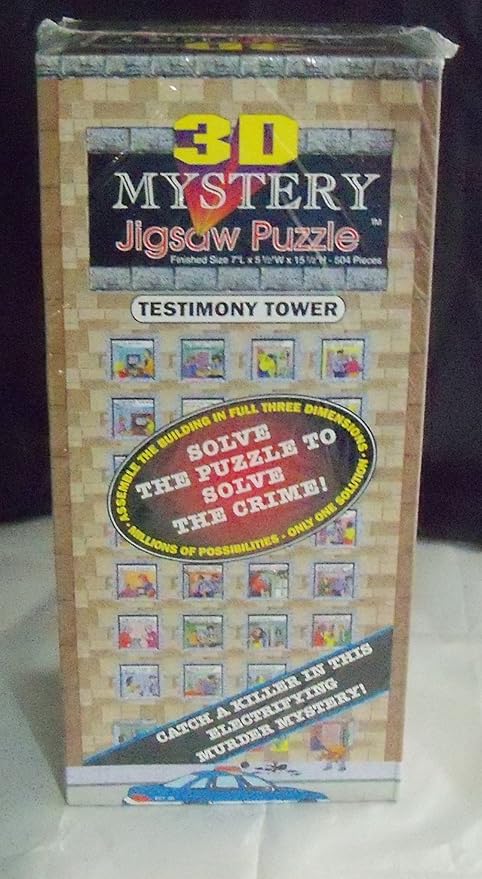 3D
MYSTERY
Jigsaw Puzzle™
Finished Size 7"L x 5 1/2"W x 15 1/2"H - 504 Pieces
TESTIMONY TOWER
• ASSEMBLE THE BUILDING IN FULL THREE DIMENSIONS •
SOLVE
THE PUZZLE TO
SOLVE
THE CRIME!
MILLIONS OF POSSIBILITIES - ONLY ONE SOLUTION
CATCH A KILLER IN THIS
ELECTRIFYING
MURDER MYSTERY!